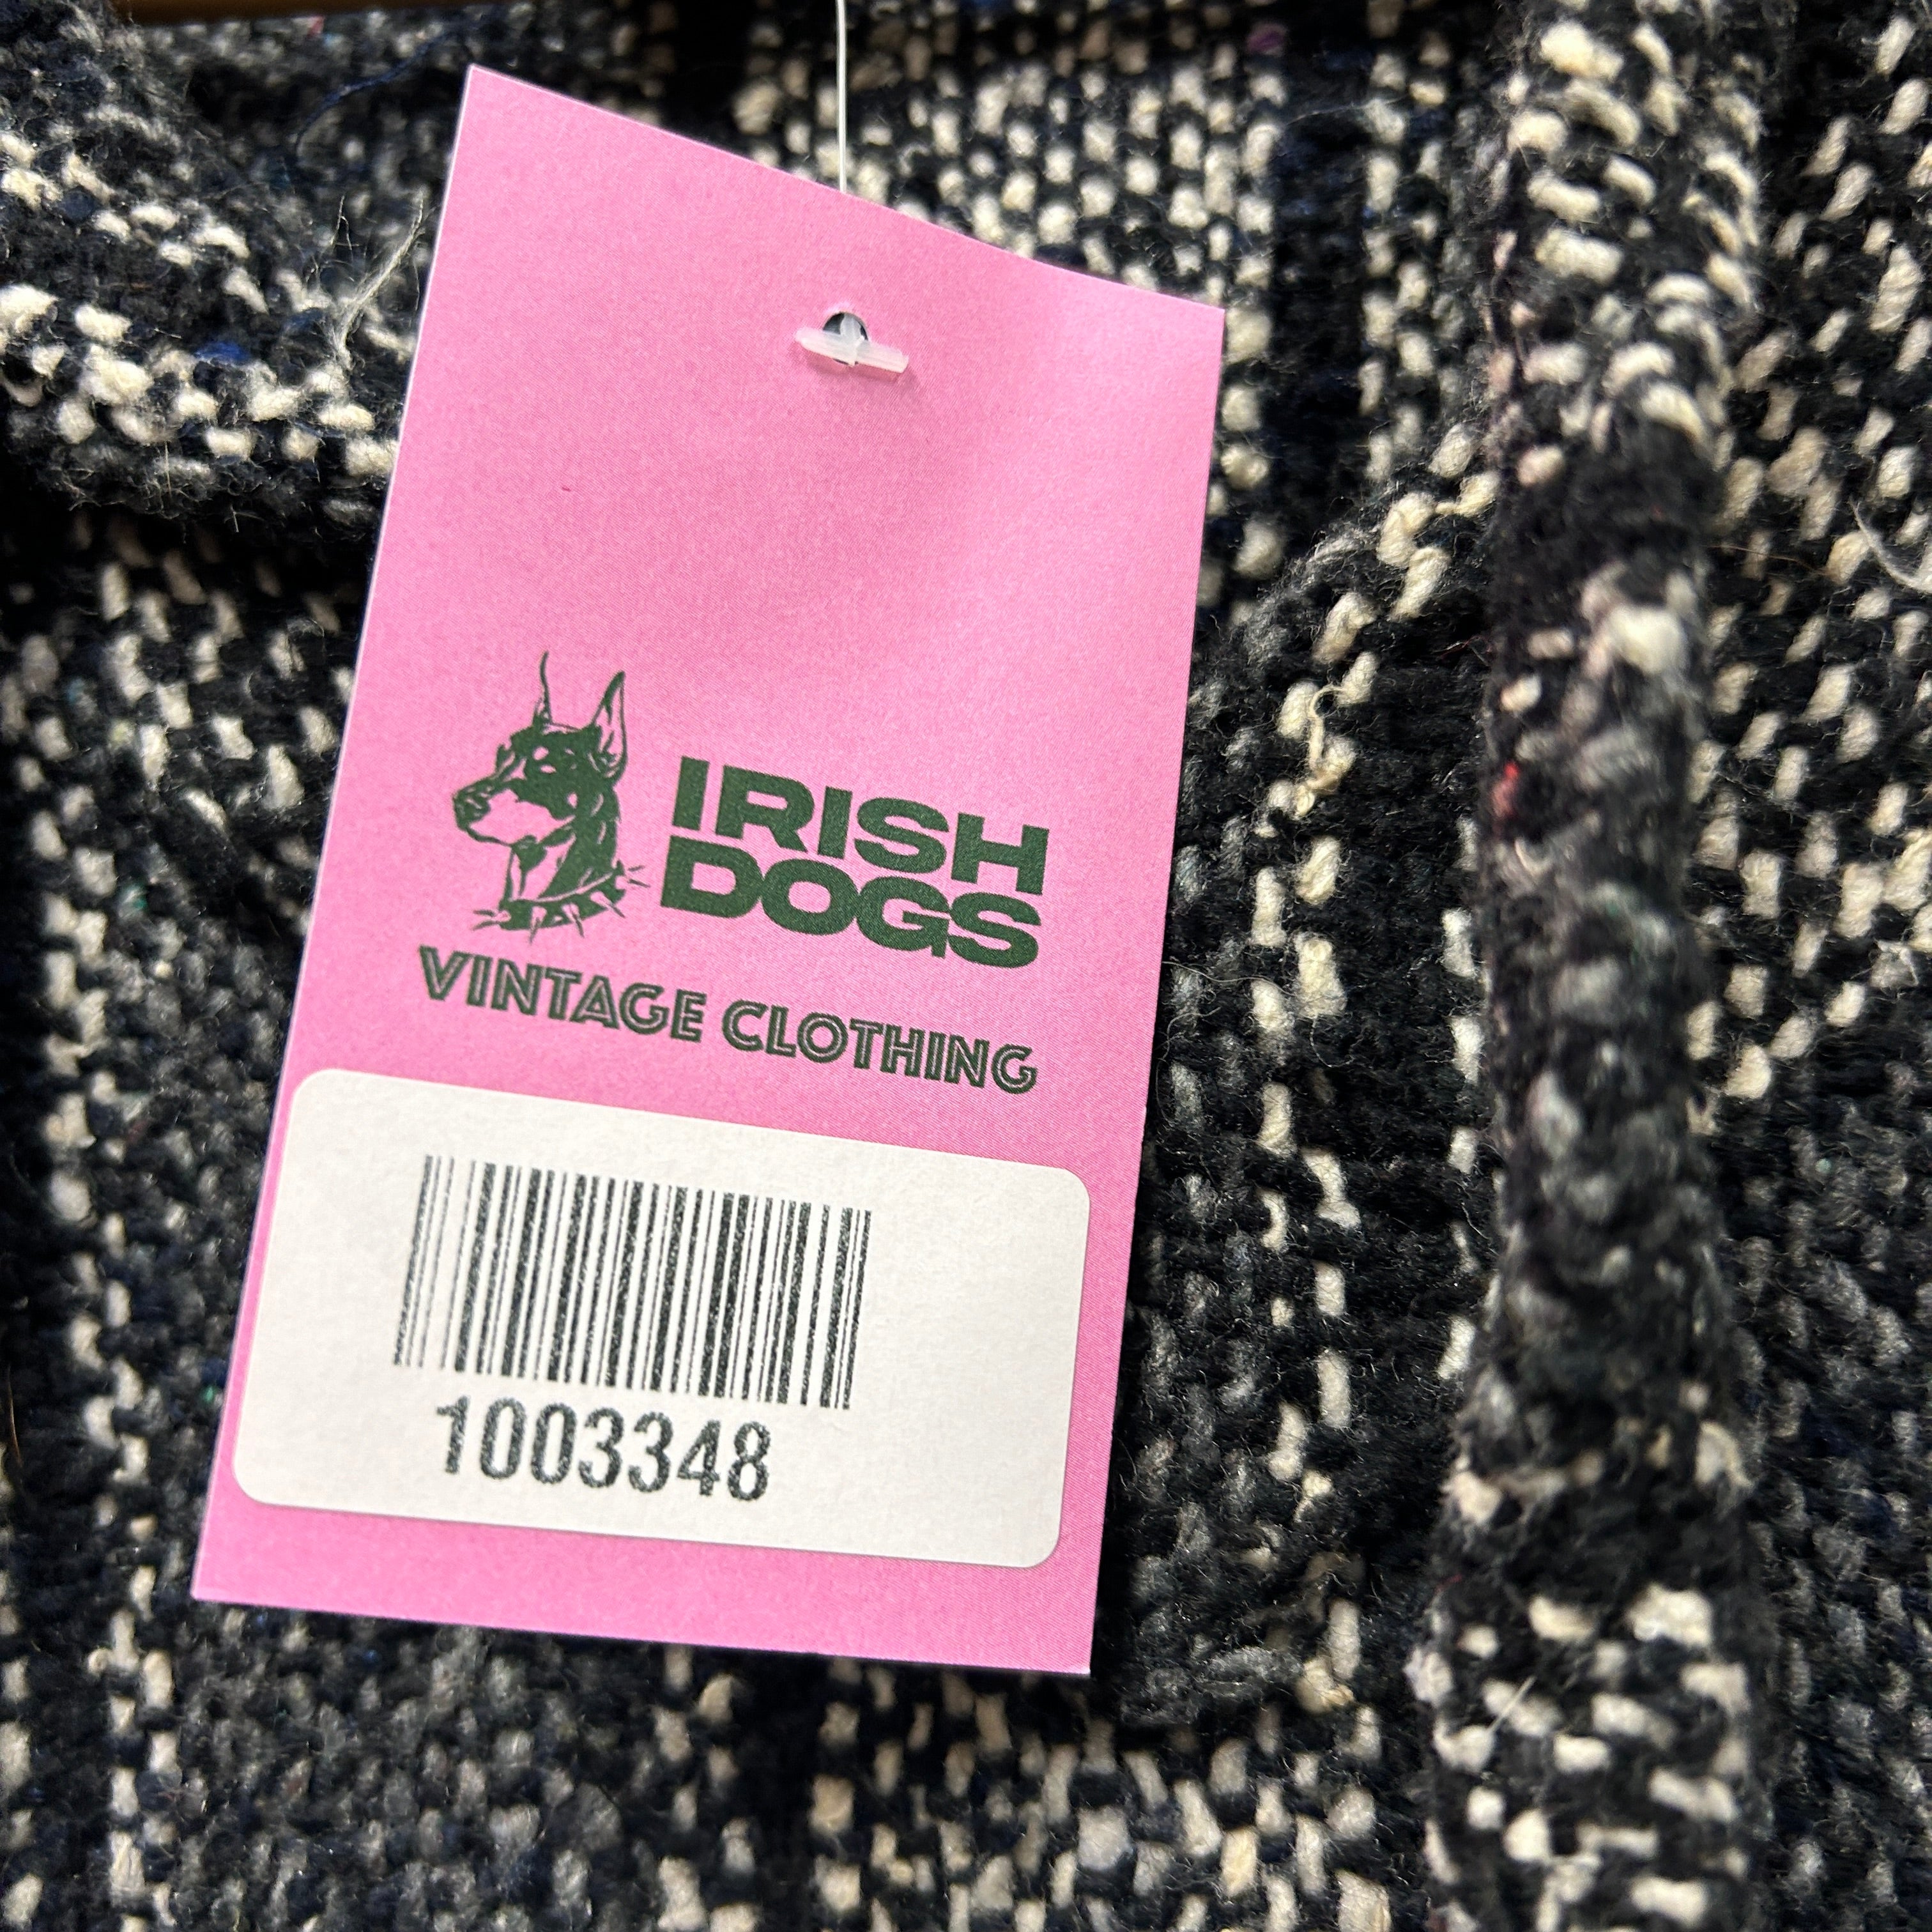 IRISH
DOGS
VINTAGE CLOTHING
1003348